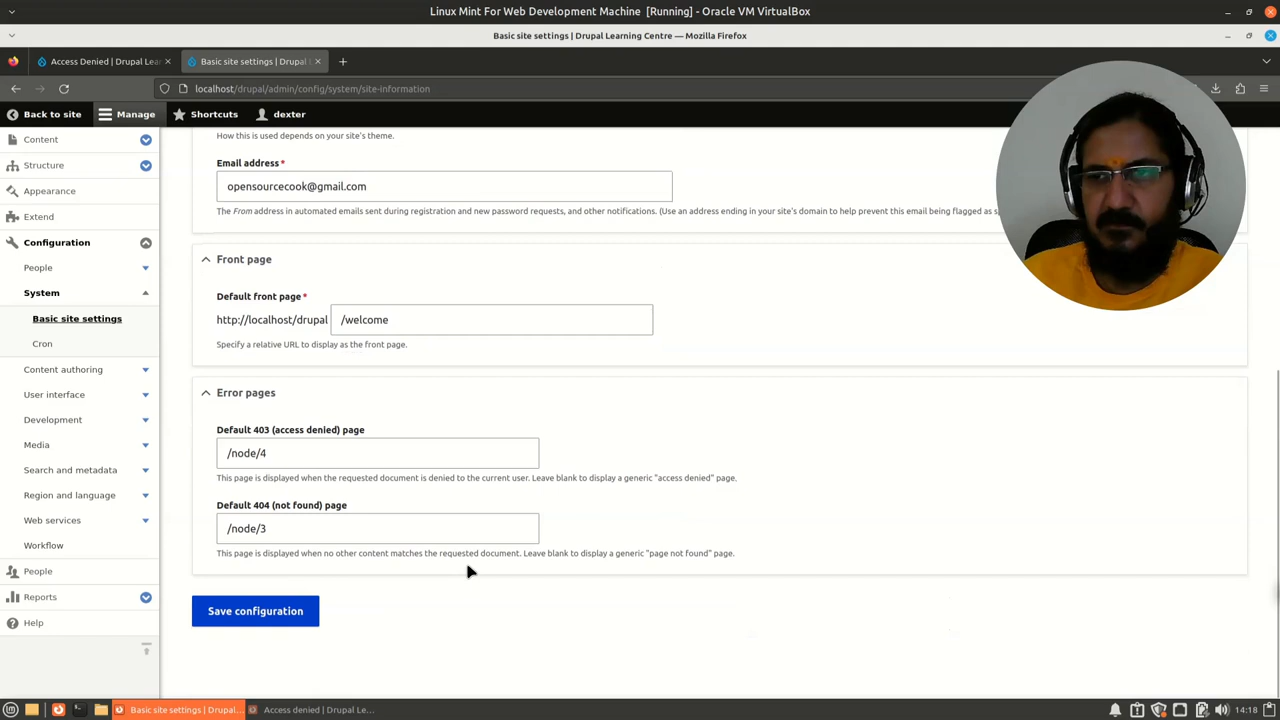 Linux Mint For Web Development Machine [Running] - Oracle VM VirtualBox
Basic site settings | Drupal Learning Centre — Mozilla Firefox
Access Denied | Drupal Lea
Basic site settings | Drupal L
localhost/drupal/admin/config/system/site-information
Back to site
Manage
Shortcuts
dexter
Content
Structure
Appearance
Extend
Configuration
People
System
Basic site settings
Cron
Content authoring
User interface
Development
Media
Search and metadata
Region and language
Web services
Workflow
People
Reports
Help
How this is used depends on your site's theme.
Email address*
opensourcecook@gmail.com
The From address in automated emails sent during registration and new password requests, and other notifications. (Use an address ending in your site's domain to help prevent this email being flagged as
Front page
Default front page*
http://localhost/drupal /welcome
Specify a relative URL to display as the front page.
Error pages
Default 403 (access denied) page
/node/4
This page is displayed when the requested document is denied to the current user. Leave blank to display a generic "access denied" page.
Default 404 (not found) page
/node/3
This page is displayed when no other content matches the requested document. Leave blank to display a generic "page not found" page.
Save configuration
Basic site settings | Drupal...
Access denied | Drupal Le...
14:18